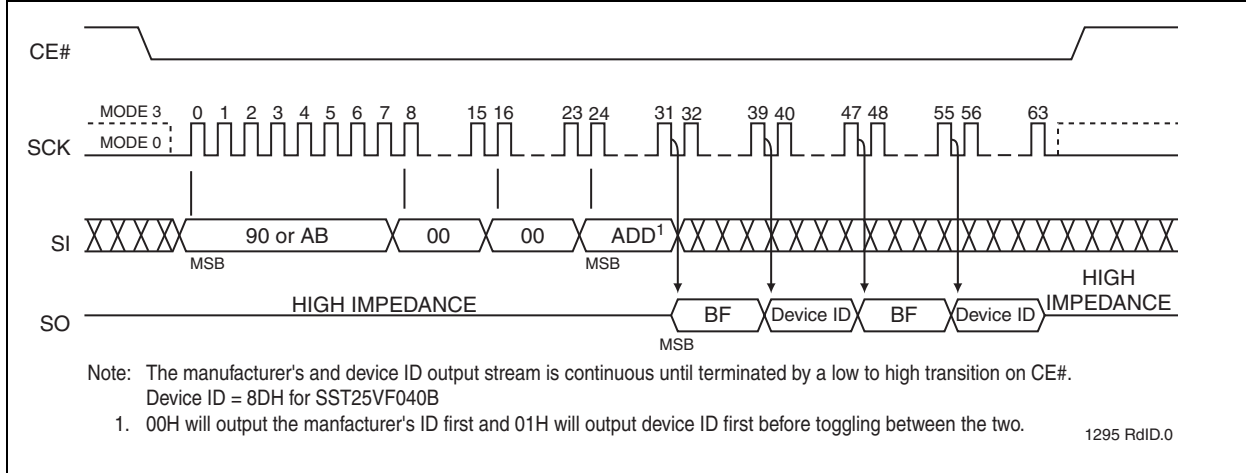 CE#
MODE 3
0 1 2 3 4 5 6 7 8 15 16 23 24 31 32 39 40 47 48 55 56 63
SCK
MODE 0
SI
90 or AB 00 00 ADD1
MSB MSB
HIGH IMPEDANCE
HIGH IMPEDANCE
SO
BF Device ID BF Device ID
MSB
Note: The manufacturer's and device ID output stream is continuous until terminated by a low to high transition on CE#.
Device ID = 8DH for SST25VF040B
1. 00H will output the manfacturer's ID first and 01H will output device ID first before toggling between the two.
1295 RdID.0